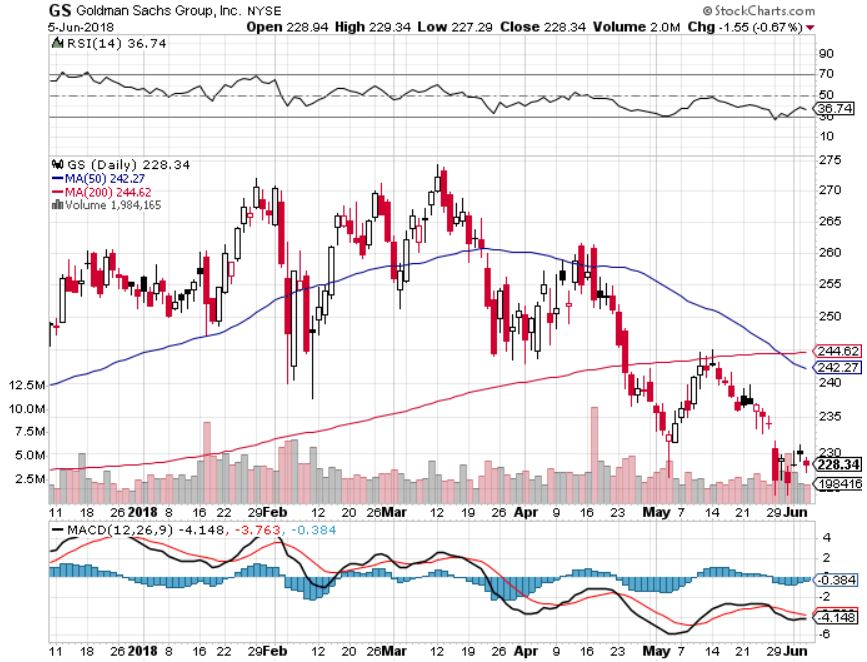 GS Goldman Sachs Group, Inc. NYSE
© StockCharts.com
5-Jun-2018
Open 228.94 High 229.34 Low 227.29 Close 228.34 Volume 2.0M Chg -1.55 (-0.67%)
RSI(14) 36.74
90
70
50
36.74
30
10
GS (Daily) 228.34
MA(50) 242.27
MA(200) 244.62
Volume 1,984,165
275
270
265
260
255
250
244.62
242.27
240
235
230
228.34
198416
12.5M
10.0M
7.5M
5.0M
2.5M
11 18 26 2018 8 16 22 29 Feb 12 20 26 Mar 12 19 26 Apr 9 16 23 May 7 14 21 29 Jun
MACD(12,26,9) -4.148, -3.763, -0.384
4
2
-0.384
-2
-4.148
-6
11 18 26 2018 8 16 22 29 Feb 12 20 26 Mar 12 19 26 Apr 9 16 23 May 7 14 21 29 Jun